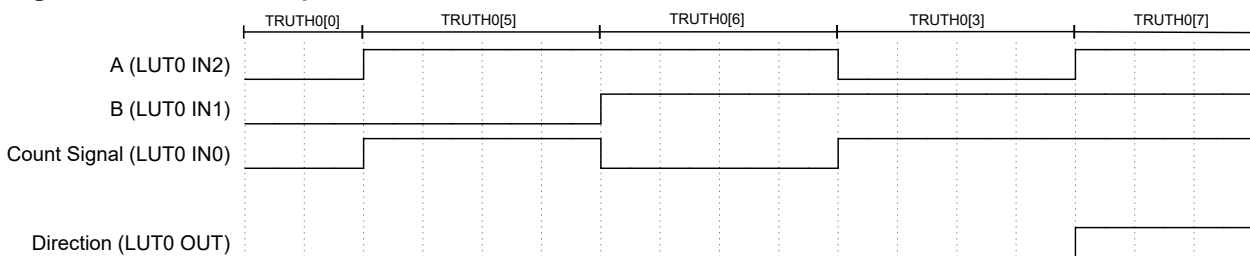 TRUTH0[0] TRUTH0[5] TRUTH0[6] TRUTH0[3] TRUTH0[7]
A (LUT0 IN2)
B (LUT0 IN1)
Count Signal (LUT0 IN0)
Direction (LUT0 OUT)